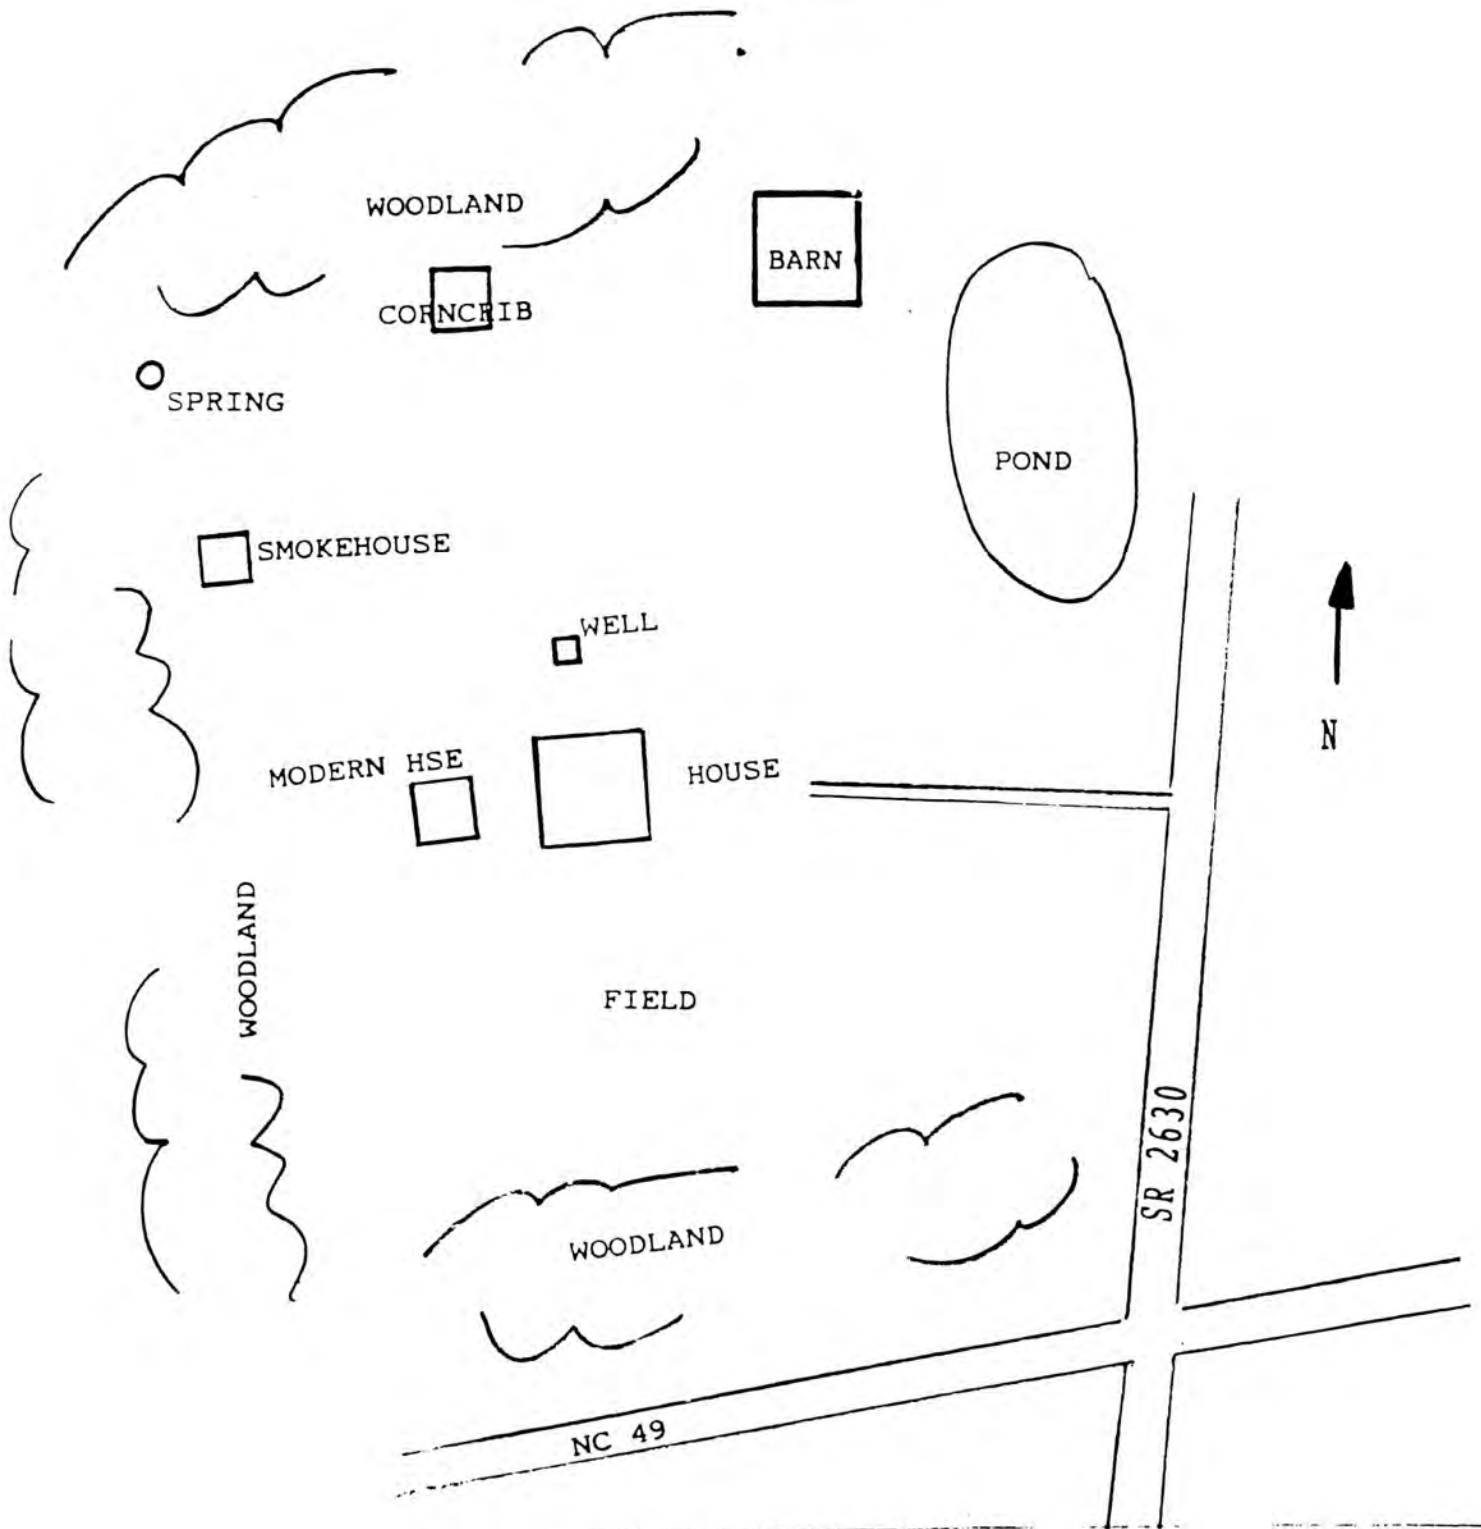 WOODLAND
BARN
CORNCRIB
SPRING
POND
SMOKEHOUSE
WELL
N
MODERN HSE
HOUSE
WOODLAND
FIELD
SR 2630
WOODLAND
NC 49